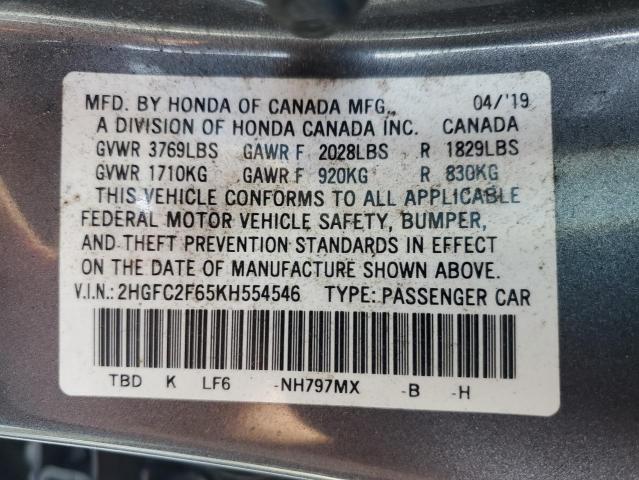 MFD. BY HONDA OF CANADA MFG., 04/'19
A DIVISION OF HONDA CANADA INC. CANADA
GVWR 3769LBS GAWR F 2028LBS R 1829LBS
GVWR 1710KG GAWR F 920KG R 830KG
THIS VEHICLE CONFORMS TO ALL APPLICABLE
FEDERAL MOTOR VEHICLE SAFETY, BUMPER,
AND THEFT PREVENTION STANDARDS IN EFFECT
ON THE DATE OF MANUFACTURE SHOWN ABOVE.
V.I.N.: 2HGFC2F65KH554546 TYPE: PASSENGER CAR
TBD K LF6 -NH797MX -B -H